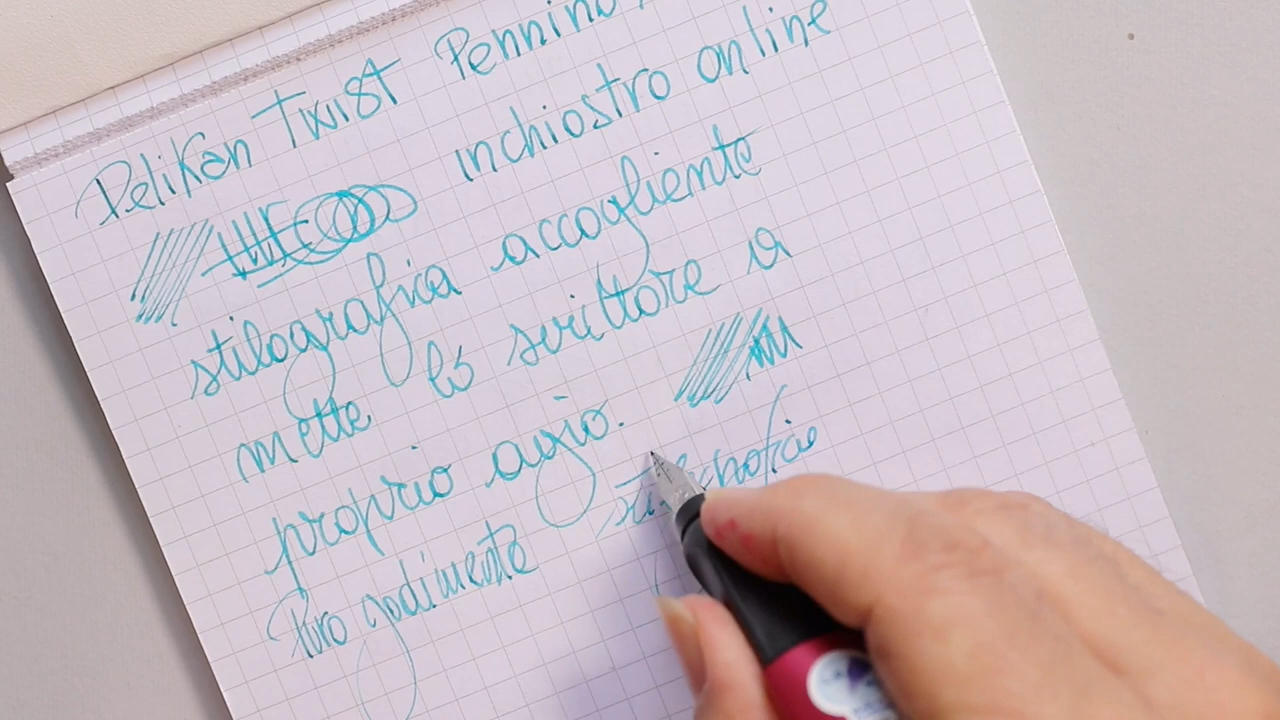 Pelikan Twist Pennino
inchiostro online
stilografica accogliente
mette lo scrittore a
proprio agio.
Puro godimento